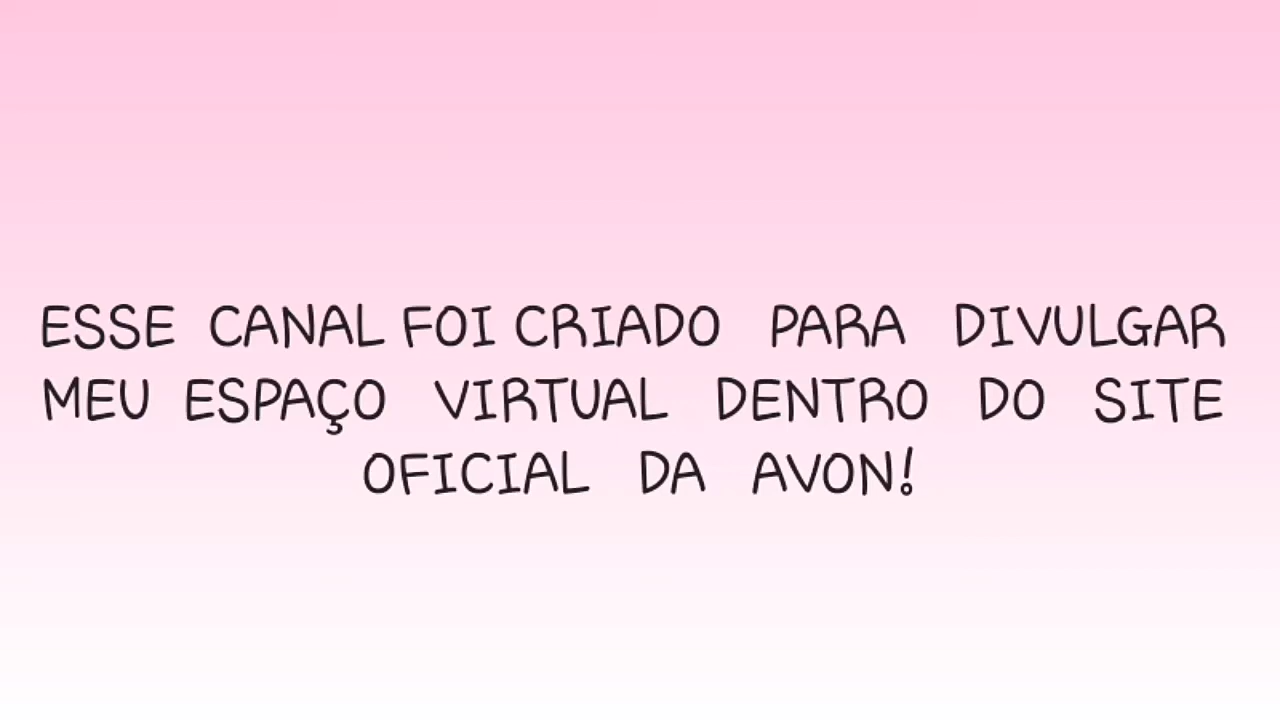 ESSE CANAL FOI CRIADO PARA DIVULGAR
MEU ESPAÇO VIRTUAL DENTRO DO SITE
OFICIAL DA AVON!